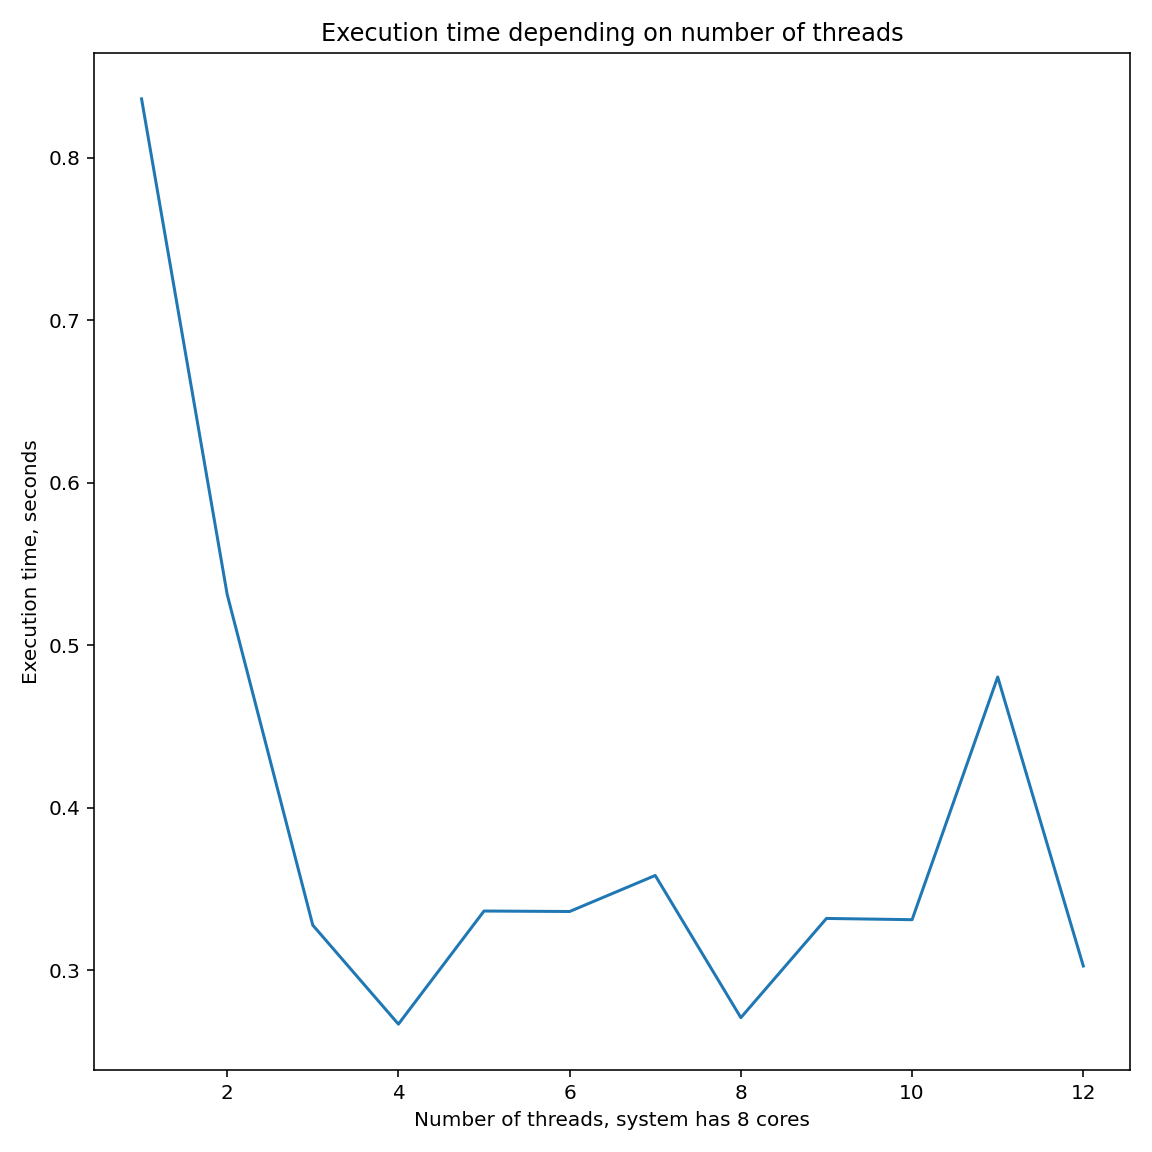 Execution time depending on number of threads
0.8
0.7
0.6
0.5
0.4
0.3
Execution time, seconds
2 4 6 8 10 12
Number of threads, system has 8 cores